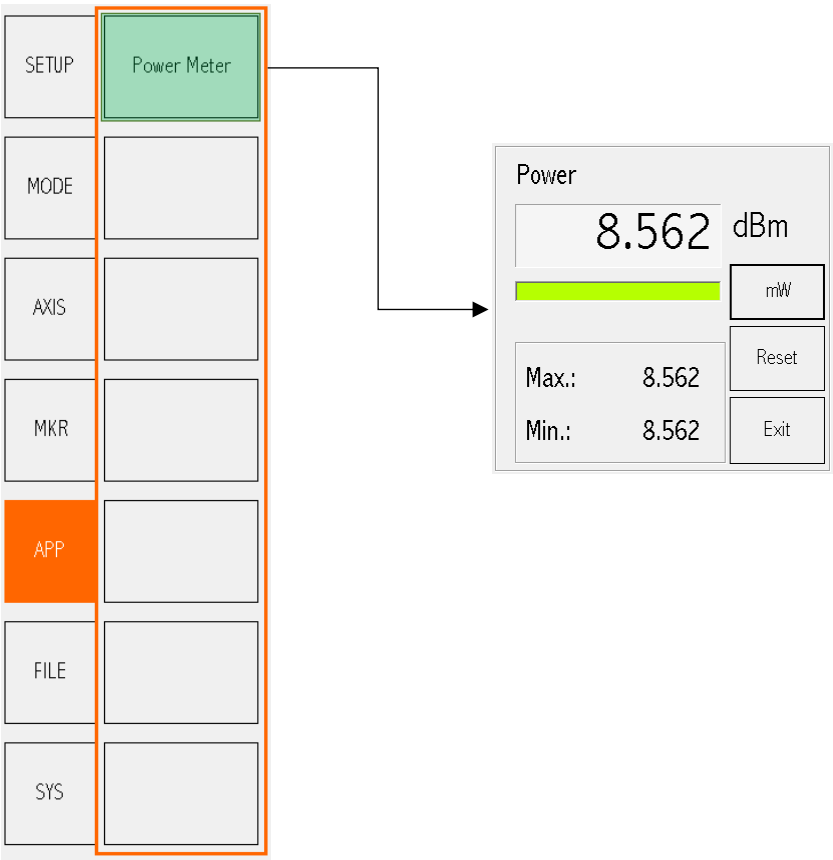 SETUP
Power Meter
MODE
AXIS
MKR
APP
FILE
SYS
Power
8.562 dBm
mW
Reset
Max.: 8.562
Min.: 8.562
Exit